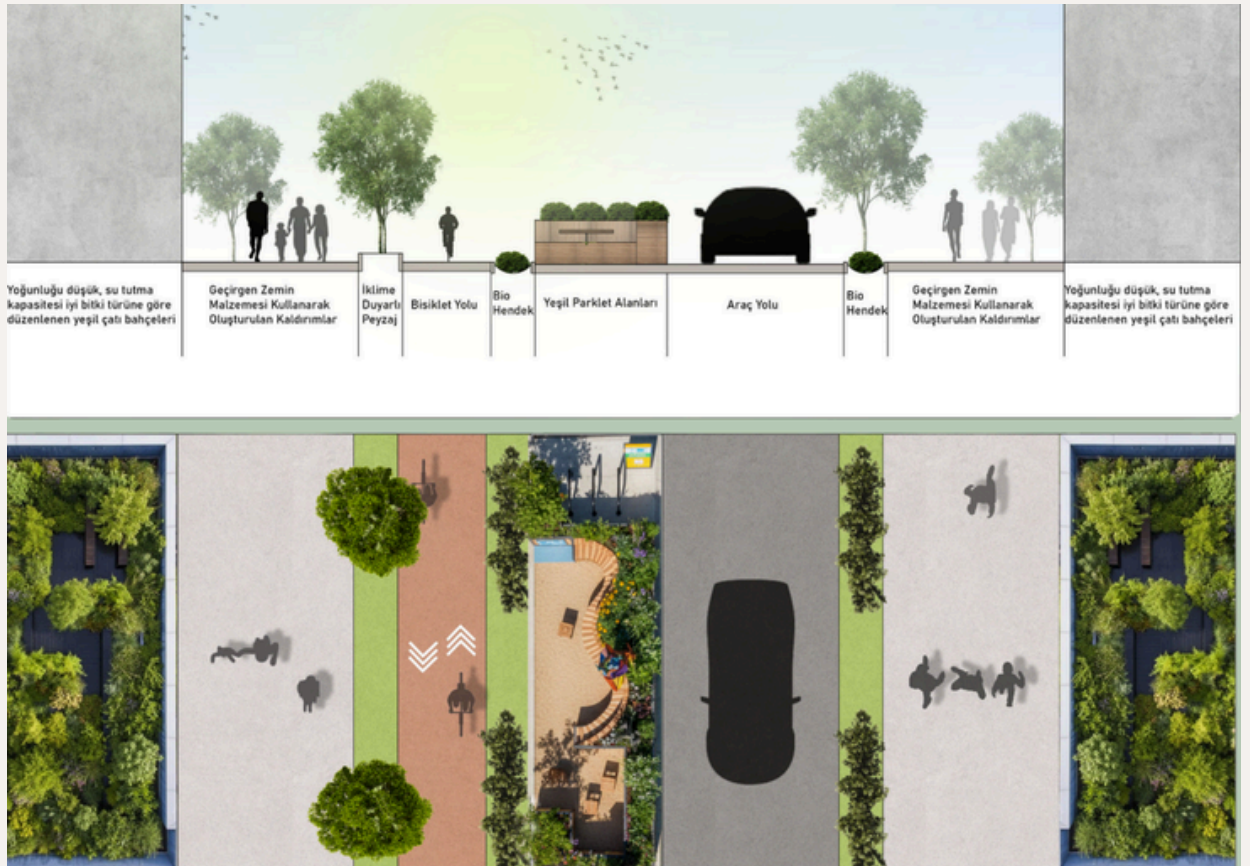 Yoğunluğu düşük, su tutma
kapasitesi iyi bitki türüne göre
düzenlenen yeşil çatı bahçeleri
Geçirgen Zemin
Malzemesi Kullanarak
Oluşturulan Kaldırımlar
İklime
Duyarlı
Peyzaj
Bisiklet Yolu
Bio
Hendek
Yeşil Parklet Alanları
Araç Yolu
Bio
Hendek
Geçirgen Zemin
Malzemesi Kullanarak
Oluşturulan Kaldırımlar
Yoğunluğu düşük, su tutma
kapasitesi iyi bitki türüne göre
düzenlenen yeşil çatı bahçeleri